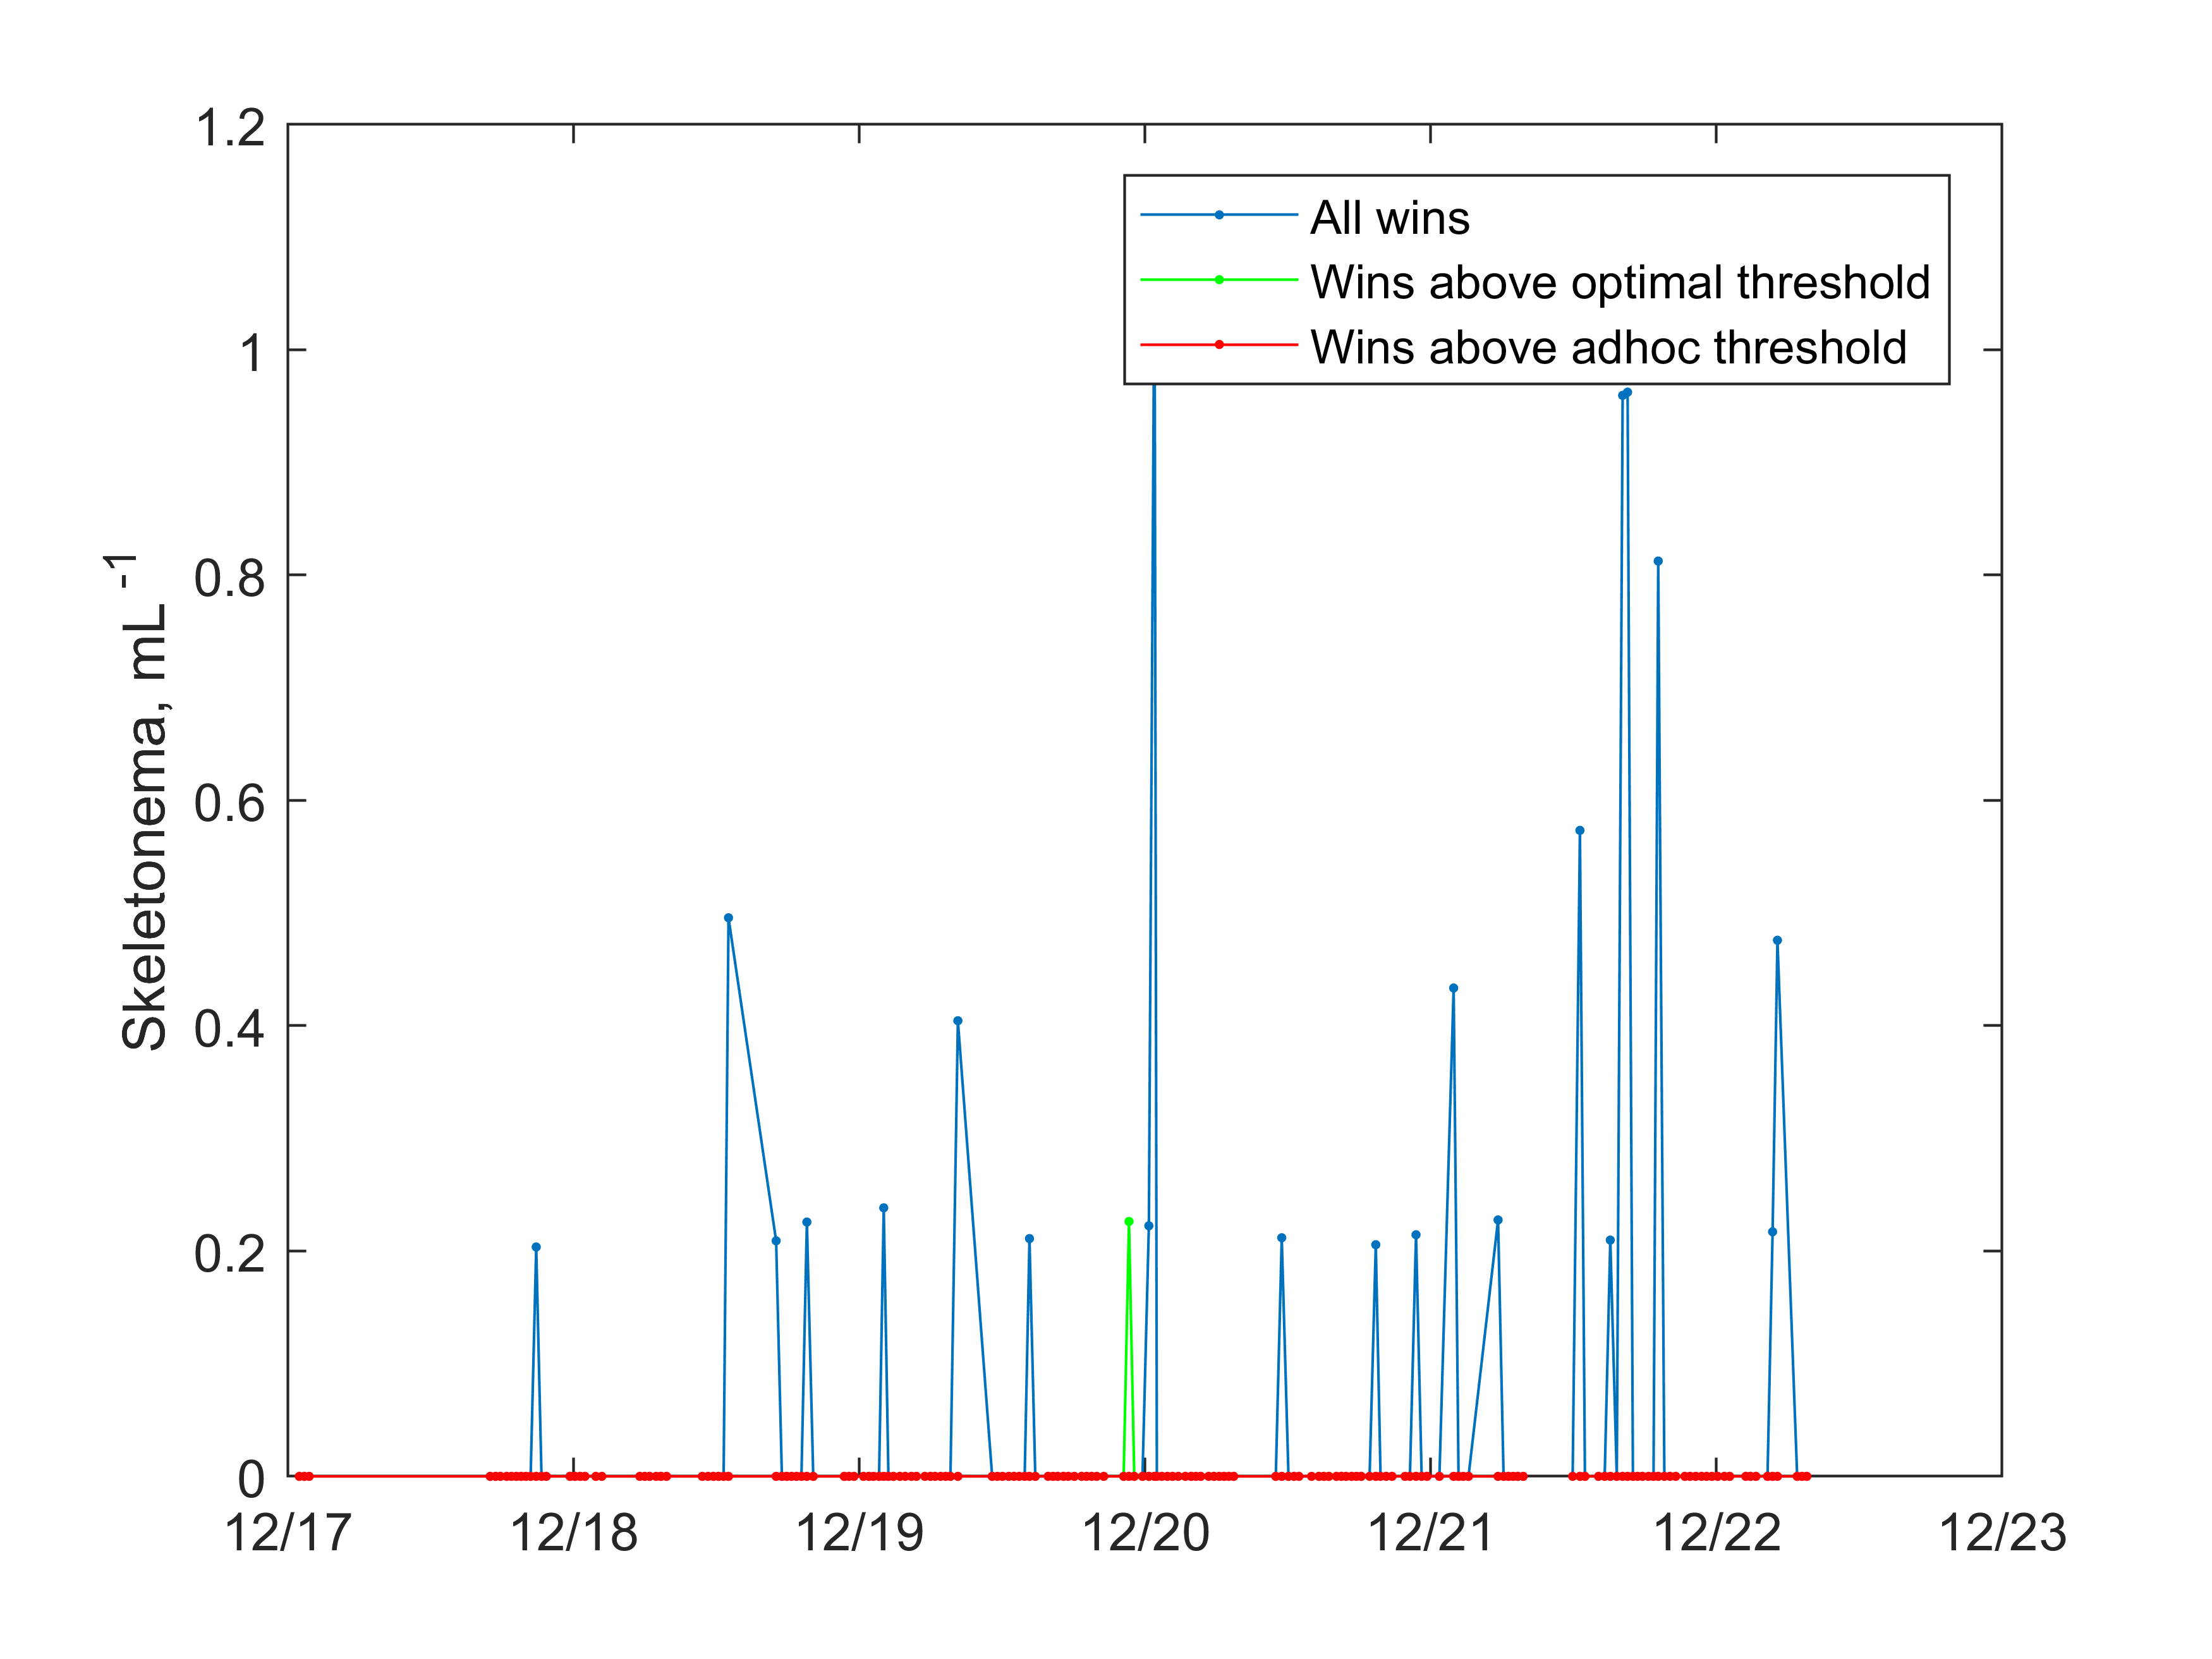 1.2
1
0.8
0.6
0.4
0.2
0
Skeletonema, mL⁻¹
All wins
Wins above optimal threshold
Wins above adhoc threshold
12/17 12/18 12/19 12/20 12/21 12/22 12/23